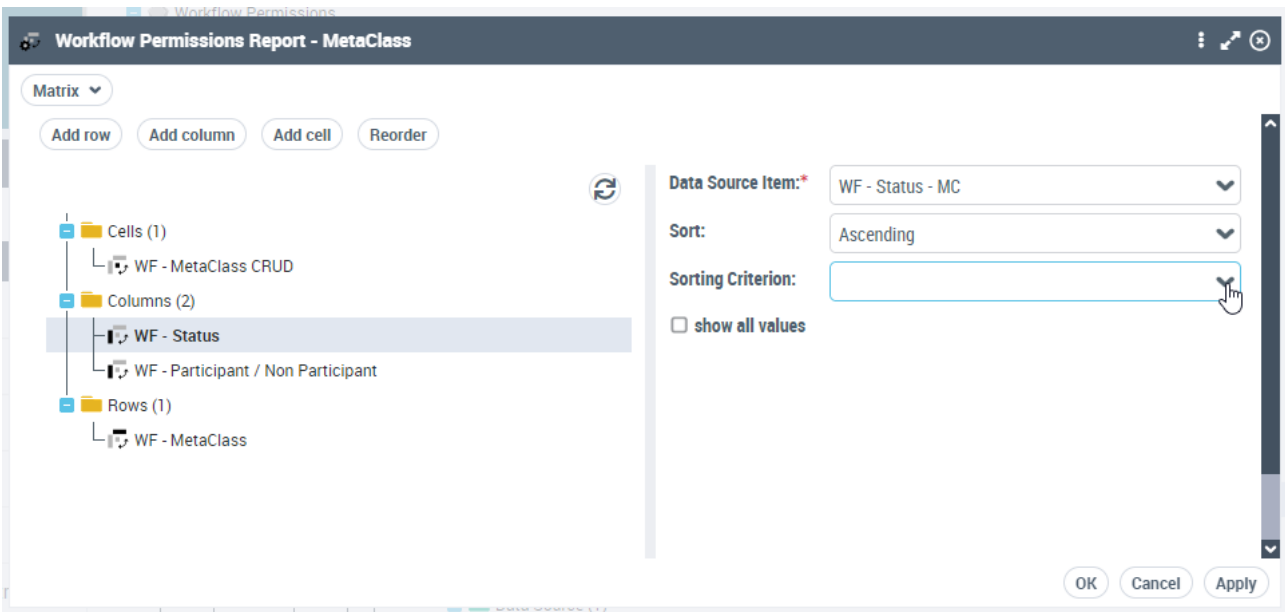 Workflow Permissions
Workflow Permissions Report - MetaClass
Matrix
Add row Add column Add cell Reorder
Data Source Item:* WF - Status - MC
Cells (1)
Sort: Ascending
WF - MetaClass CRUD
Sorting Criterion:
Columns (2)
show all values
WF - Status
WF - Participant / Non Participant
Rows (1)
WF - MetaClass
OK Cancel Apply
Data Source (1)